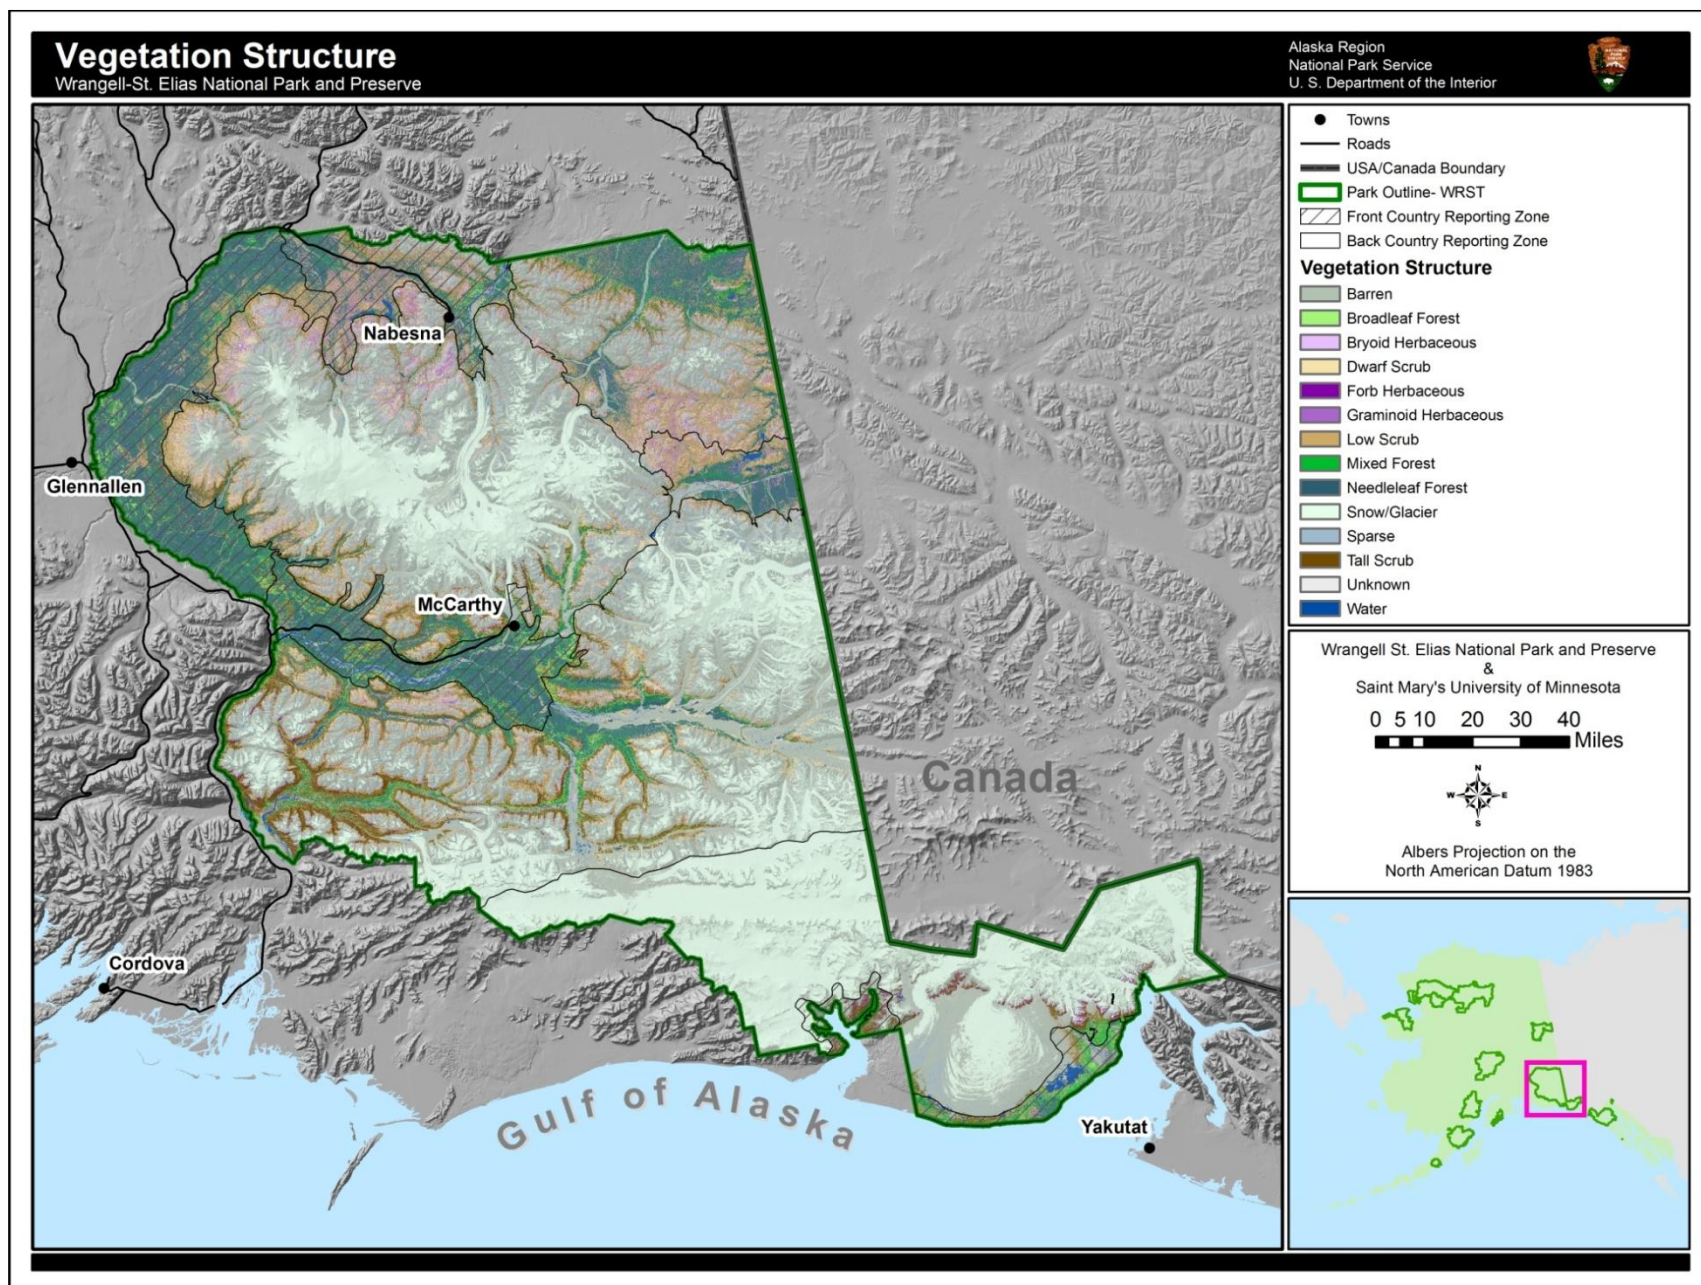 Vegetation Structure
Wrangell-St. Elias National Park and Preserve
Alaska Region
National Park Service
U. S. Department of the Interior
Nabesna
Glennallen
McCarthy
Canada
Cordova
Gulf of Alaska
Yakutat
Towns
Roads
USA/Canada Boundary
Park Outline- WRST
Front Country Reporting Zone
Back Country Reporting Zone
Vegetation Structure
Barren
Broadleaf Forest
Bryoid Herbaceous
Dwarf Scrub
Forb Herbaceous
Graminoid Herbaceous
Low Scrub
Mixed Forest
Needleleaf Forest
Snow/Glacier
Sparse
Tall Scrub
Unknown
Water
Wrangell St. Elias National Park and Preserve
&
Saint Mary's University of Minnesota
0 5 10 20 30 40
Miles
N
W E
S
Albers Projection on the
North American Datum 1983